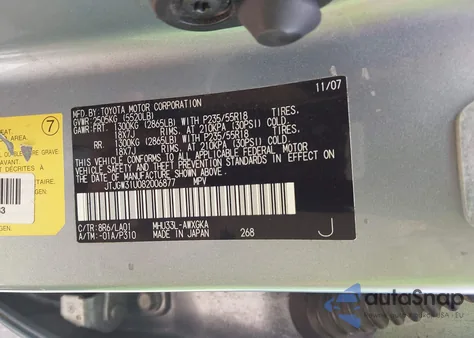 MFD. BY: TOYOTA MOTOR CORPORATION 11/07
GVWR: 2505KG (5520LB)
GAWR: FRT. 1300KG (2865LB) WITH P235/55R18 TIRES.
18X7J RIMS. AT 210KPA (30PSI) COLD.
RR. 1300KG (2865LB) WITH P235/55R18 TIRES.
18X7J RIMS. AT 210KPA (30PSI) COLD.
THIS VEHICLE CONFORMS TO ALL APPLICABLE FEDERAL MOTOR
VEHICLE SAFETY AND THEFT PREVENTION STANDARDS IN EFFECT ON
THE DATE OF MANUFACTURE SHOWN ABOVE.
JTJGW31U082006877 MPV
C/TR: 8R6/LA01 MHU33L-AWXGKA
A/TM: -01A/P310 MADE IN JAPAN 268 J
7
GRAVE
AVANT.
DÉCRITES À
autoSnap